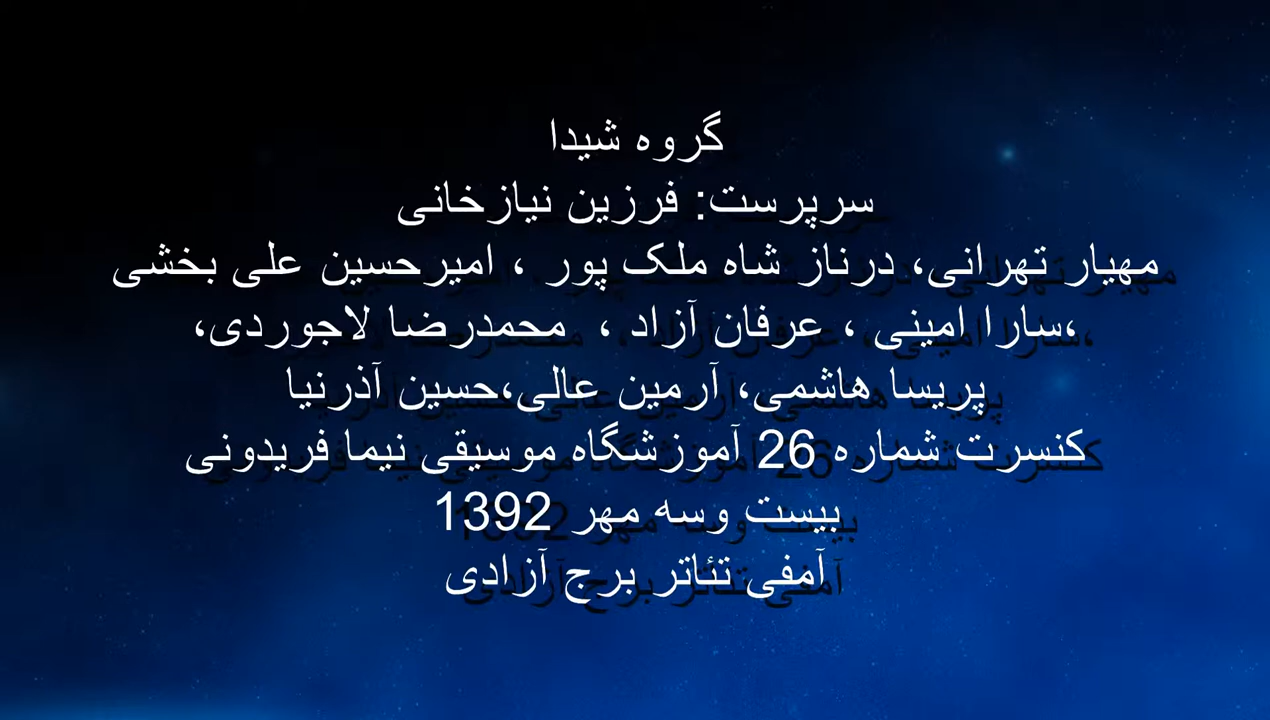 گروه شیدا
سرپرست: فرزین نیازخانی
مهیار تهرانی، درناز شاه ملک پور ، امیرحسین علی بخشی
،سارا امینی ، عرفان آزاد ،  محمدرضا لاجوردی،
پریسا هاشمی، آرمین عالی،حسین آذرنیا
کنسرت شماره 26 آموزشگاه موسیقی نیما فریدونی
بیست وسه مهر 1392
آمفی تئاتر برج آزادی